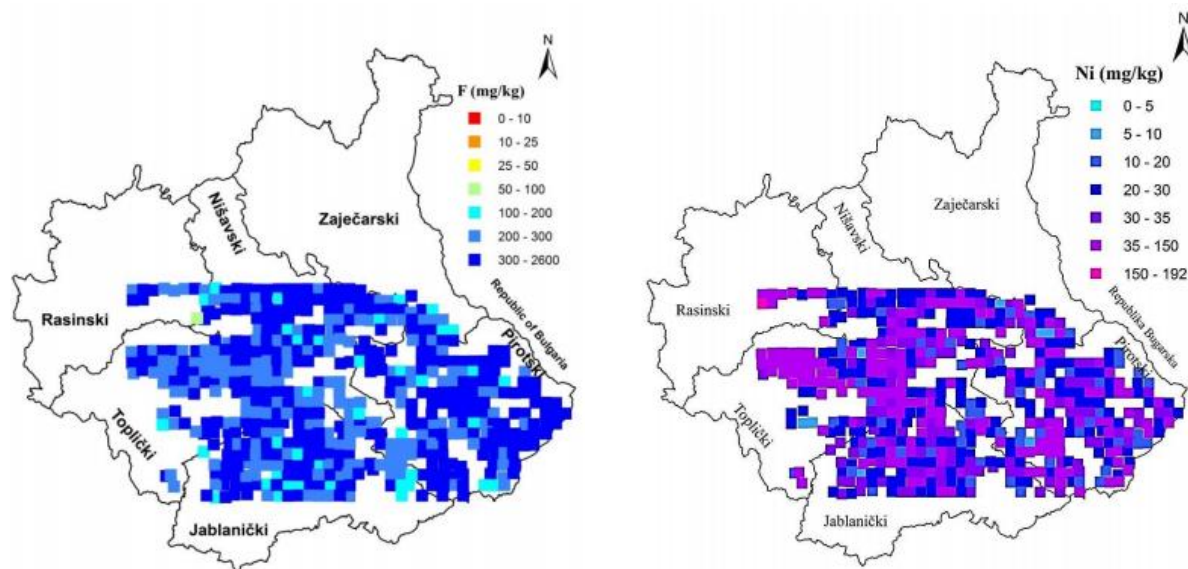 N
F (mg/kg)
0 - 10
10 - 25
25 - 50
50 - 100
100 - 200
200 - 300
300 - 2600
Nišavski
Zaječarski
Rasinski
Republic of Bulgaria
Pirotski
Toplički
Jablanički
N
Ni (mg/kg)
0 - 5
5 - 10
10 - 20
20 - 30
30 - 35
35 - 150
150 - 192
Nišavski
Zaječarski
Rasinski
Republika Bugarska
Pirotski
Toplički
Jablanički